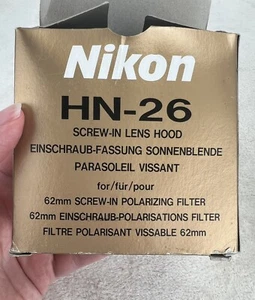 Nikon
HN-26
SCREW-IN LENS HOOD
EINSCHRAUB-FASSUNG SONNENBLENDE
PARASOLEIL VISSANT
for/für/pour
62mm SCREW-IN POLARIZING FILTER
62mm EINSCHRAUB-POLARISATIONS FILTER
FILTRE POLARISANT VISSABLE 62mm